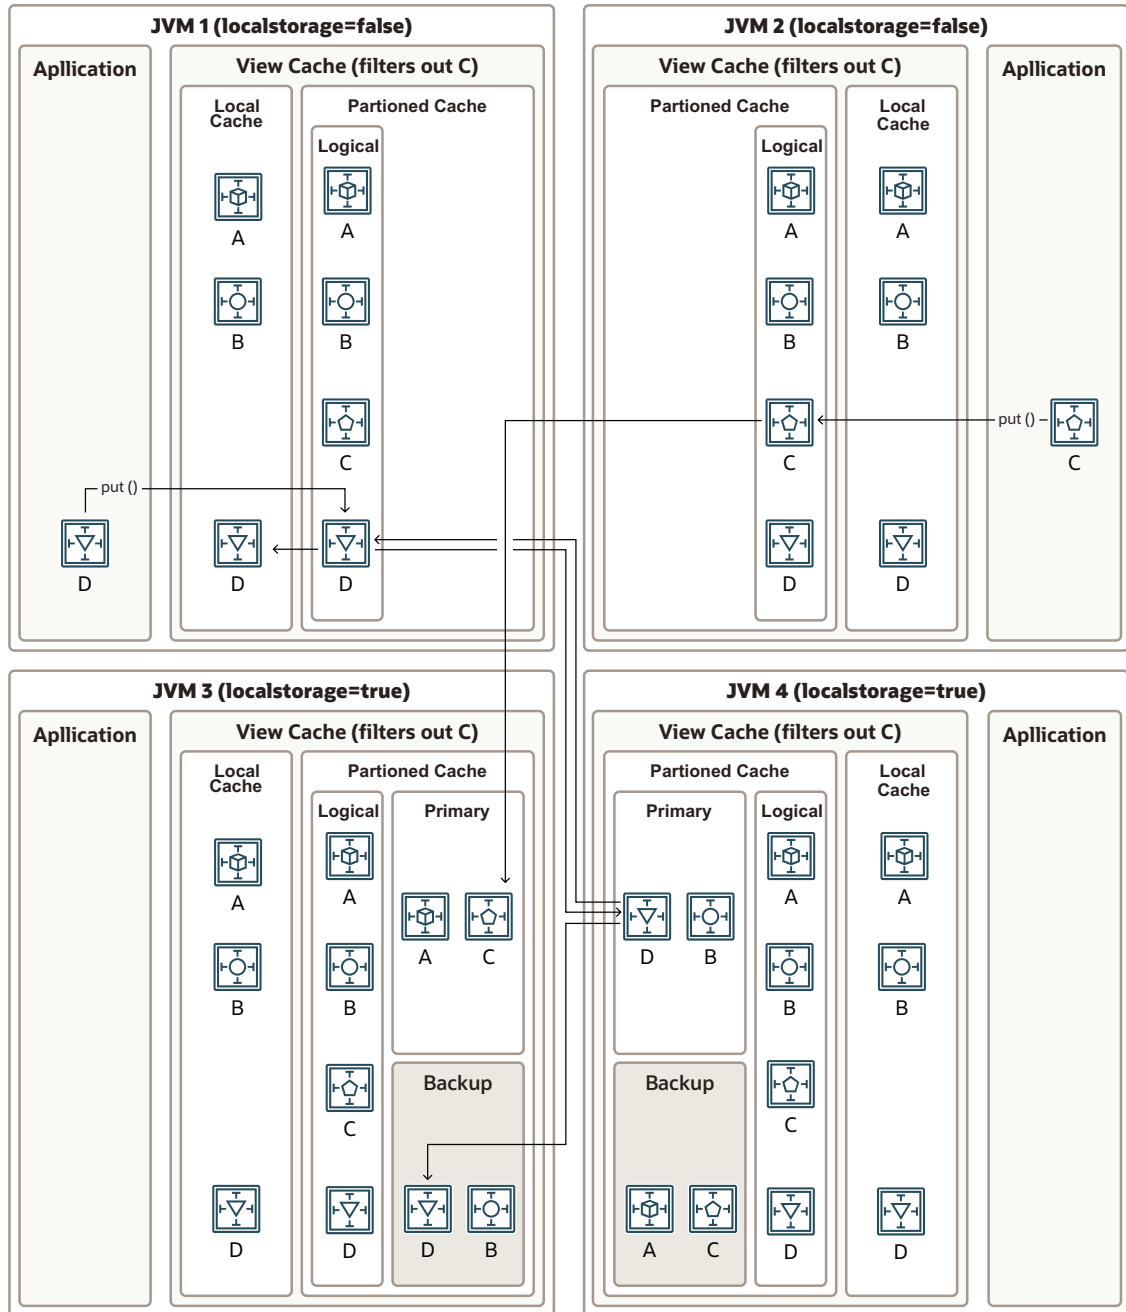 JVM 1 (localstorage=false)
Apllication
View Cache (filters out C)
Local
Cache
Partioned Cache
Logical
A
A
B
B
C
put ()
D
D
D
JVM 2 (localstorage=false)
View Cache (filters out C)
Apllication
Partioned Cache
Local
Cache
Logical
A
A
B
B
C
put ()
C
D
D
JVM 3 (localstorage=true)
Apllication
View Cache (filters out C)
Local
Cache
Partioned Cache
Logical
Primary
A
A
A
C
B
B
Backup
C
D
D
D
B
JVM 4 (localstorage=true)
View Cache (filters out C)
Apllication
Partioned Cache
Local
Cache
Primary
Logical
A
A
D
B
B
B
Backup
C
A
C
D
D